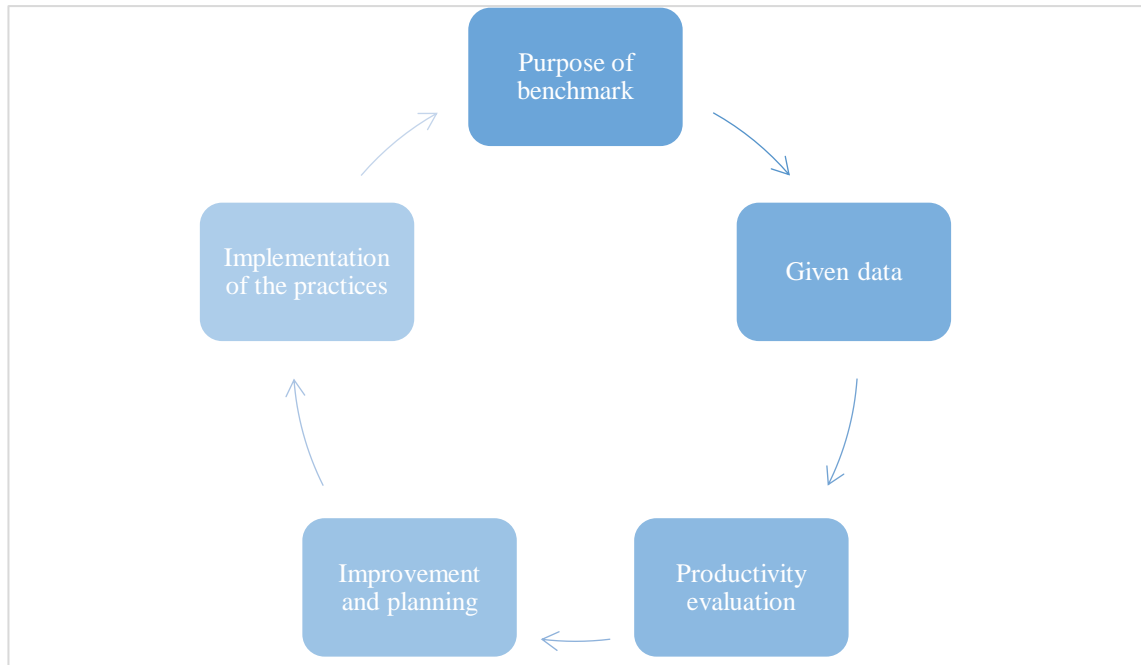 Purpose of
benchmark
Given data
Productivity
evaluation
Improvement
and planning
Implementation
of the practices